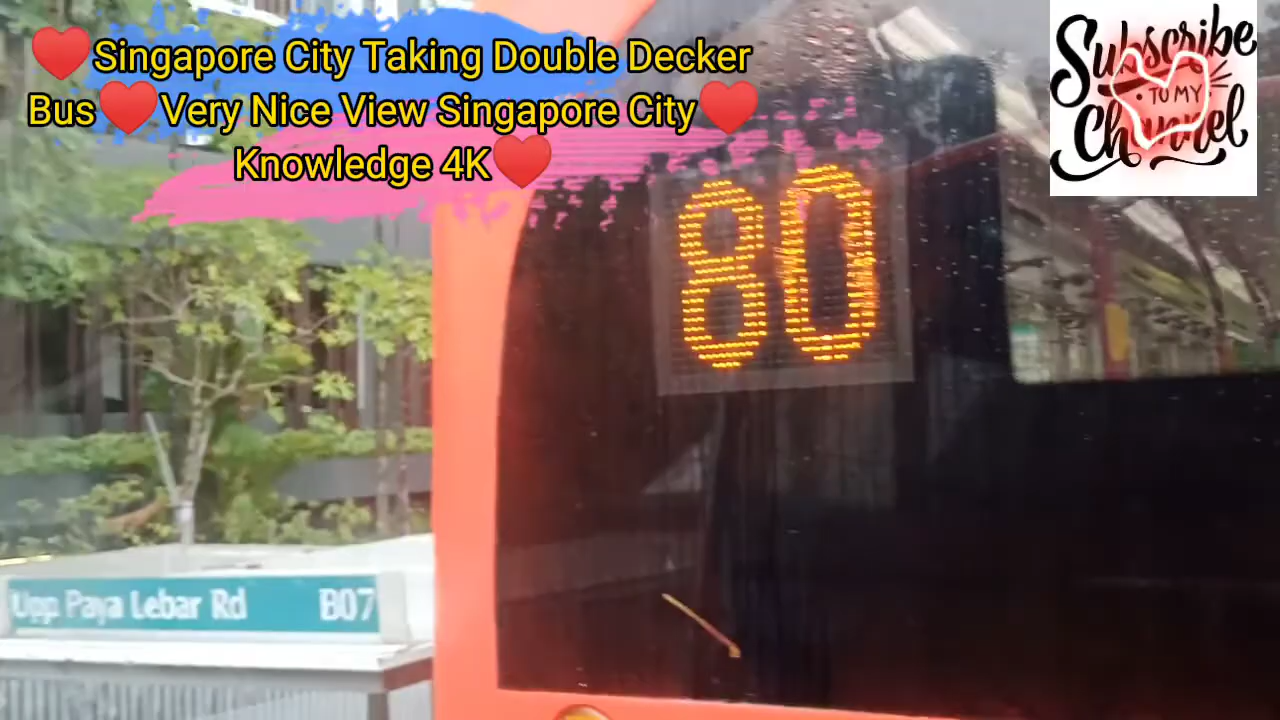 ♥️Singapore City Taking Double Decker
Bus♥️Very Nice View Singapore City♥️
Knowledge 4K♥️
Subscribe
TO MY
Channel
80
Upp Paya Lebar Rd B07